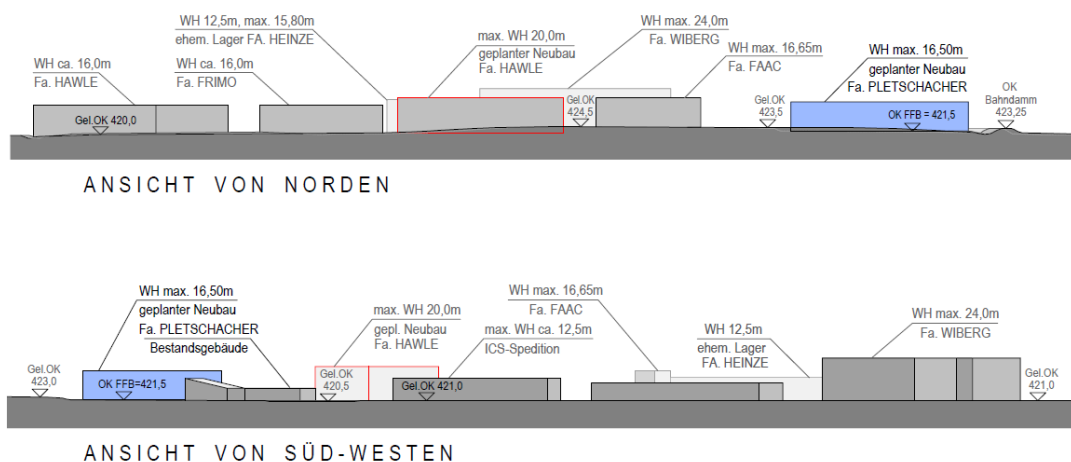 WH 12,5m, max. 15,80m
ehem. Lager FA. HEINZE
WH max. 24,0m
Fa. WIBERG
max. WH 20,0m
geplanter Neubau
Fa. HAWLE
WH ca. 16,0m
Fa. HAWLE
WH ca. 16,0m
Fa. FRIMO
WH max. 16,65m
Fa. FAAC
WH max. 16,50m
geplanter Neubau
Fa. PLETSCHACHER
OK
Bahndamm
423,25
Gel.OK 420,0
Gel.OK
424,5
Gel.OK
423,5
OK FFB = 421,5
ANSICHT VON NORDEN
WH max. 16,50m
geplanter Neubau
Fa. PLETSCHACHER
Bestandsgebäude
max. WH 20,0m
gepl. Neubau
Fa. HAWLE
WH max. 16,65m
Fa. FAAC
max. WH ca. 12,5m
ICS-Spedition
WH 12,5m
ehem. Lager
FA. HEINZE
WH max. 24,0m
Fa. WIBERG
Gel.OK
423,0
OK FFB=421,5
Gel.OK
420,5
Gel.OK 421,0
Gel.OK
421,0
ANSICHT VON SÜD-WESTEN